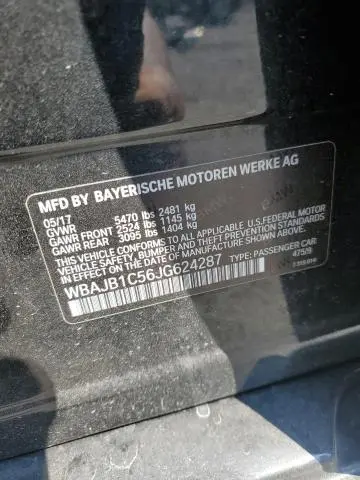 MFD BY BAYERISCHE MOTOREN WERKE AG
05/17 5470 lbs 2481 kg
GVWR
GAWR FRONT 2524 lbs 1145 kg
GAWR REAR 3095 lbs 1404 kg
THIS VEHICLE CONFORMS TO ALL APPLICABLE U.S.FEDERAL MOTOR
VEHICLE SAFETY, BUMPER AND THEFT PREVENTION STANDARDS
IN EFFECT ON THE DATE OF MANUFACTURE SHOWN ABOVE.
WBAJB1C56JG624287 TYPE: PASSENGER CAR
475/9